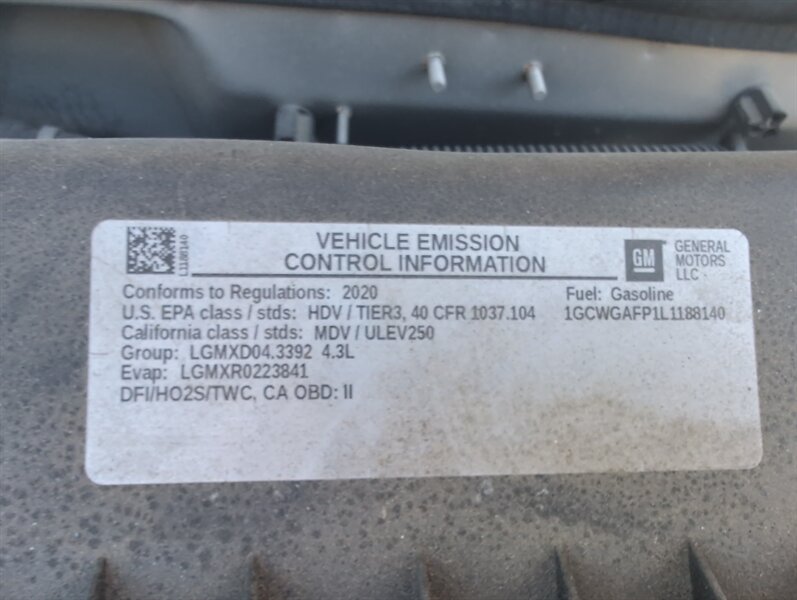 L1188140
VEHICLE EMISSION
CONTROL INFORMATION
GM
GENERAL
MOTORS
LLC
Conforms to Regulations: 2020
Fuel: Gasoline
U.S. EPA class / stds: HDV / TIER3, 40 CFR 1037.104
1GCWGAFP1L1188140
California class / stds: MDV / ULEV250
Group: LGMXD04.3392 4.3L
Evap: LGMXR0223841
DFI/HO2S/TWC, CA OBD: II